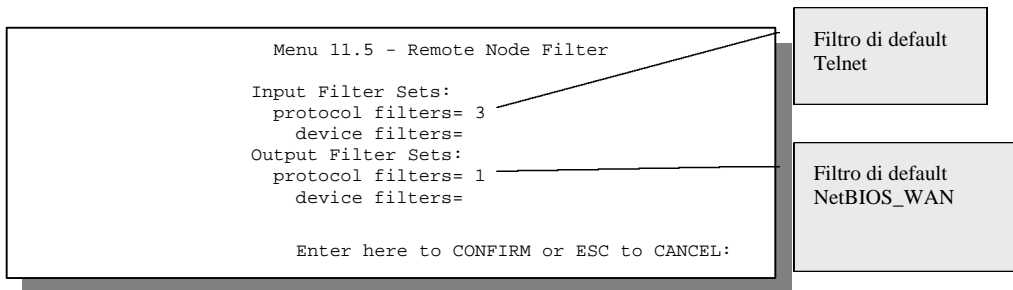 Menu 11.5 - Remote Node Filter
Input Filter Sets:
protocol filters= 3
device filters=
Output Filter Sets:
protocol filters= 1
device filters=
Enter here to CONFIRM or ESC to CANCEL:
Filtro di default
Telnet
Filtro di default
NetBIOS_WAN